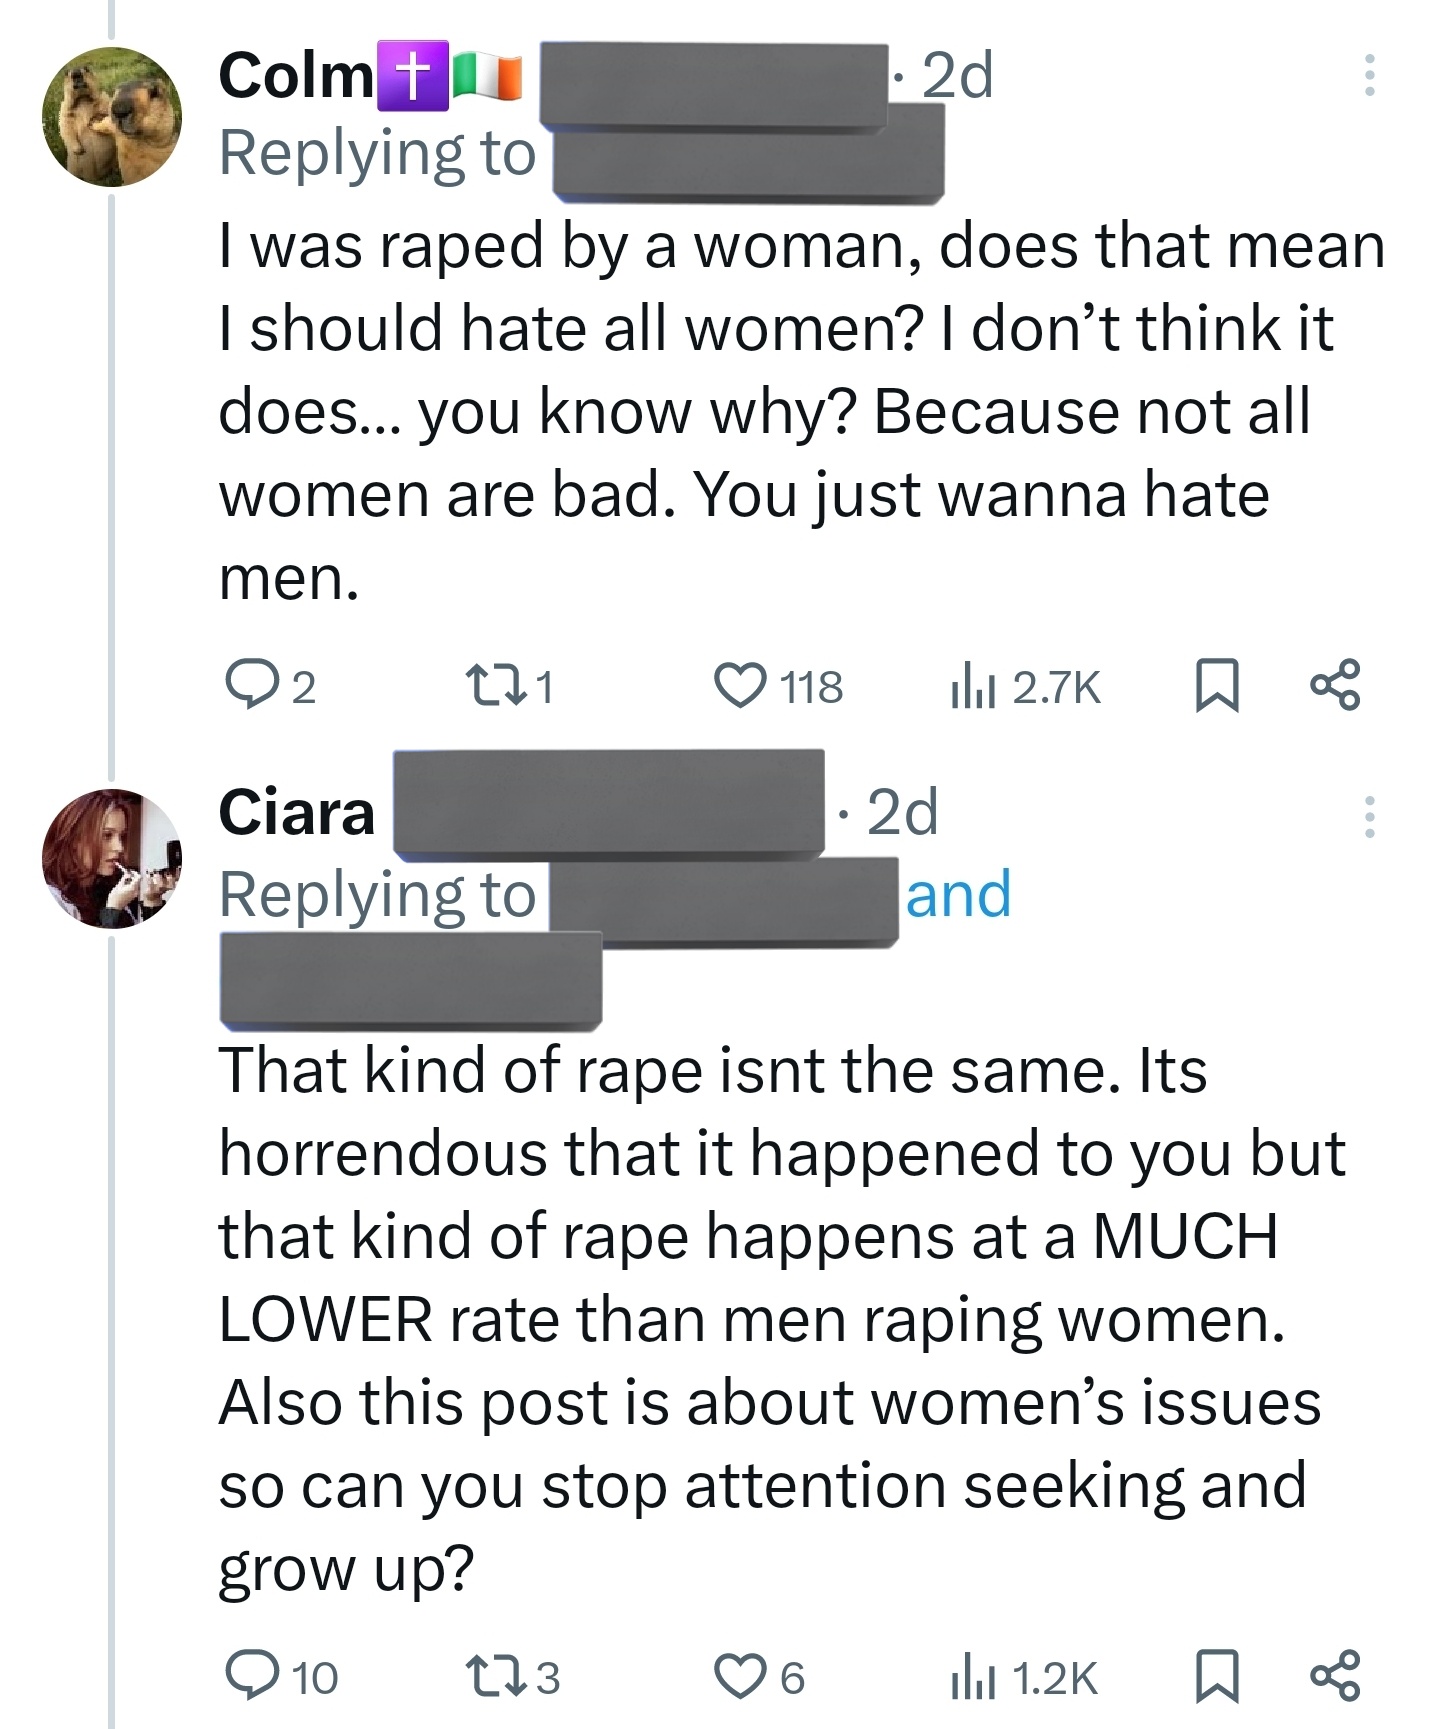 Colm✝️🇮🇪 · 2d
Replying to
I was raped by a woman, does that mean
I should hate all women? I don’t think it
does... you know why? Because not all
women are bad. You just wanna hate
men.
2 1 118 2.7K
Ciara · 2d
Replying to and
That kind of rape isnt the same. Its
horrendous that it happened to you but
that kind of rape happens at a MUCH
LOWER rate than men raping women.
Also this post is about women’s issues
so can you stop attention seeking and
grow up?
10 3 6 1.2K